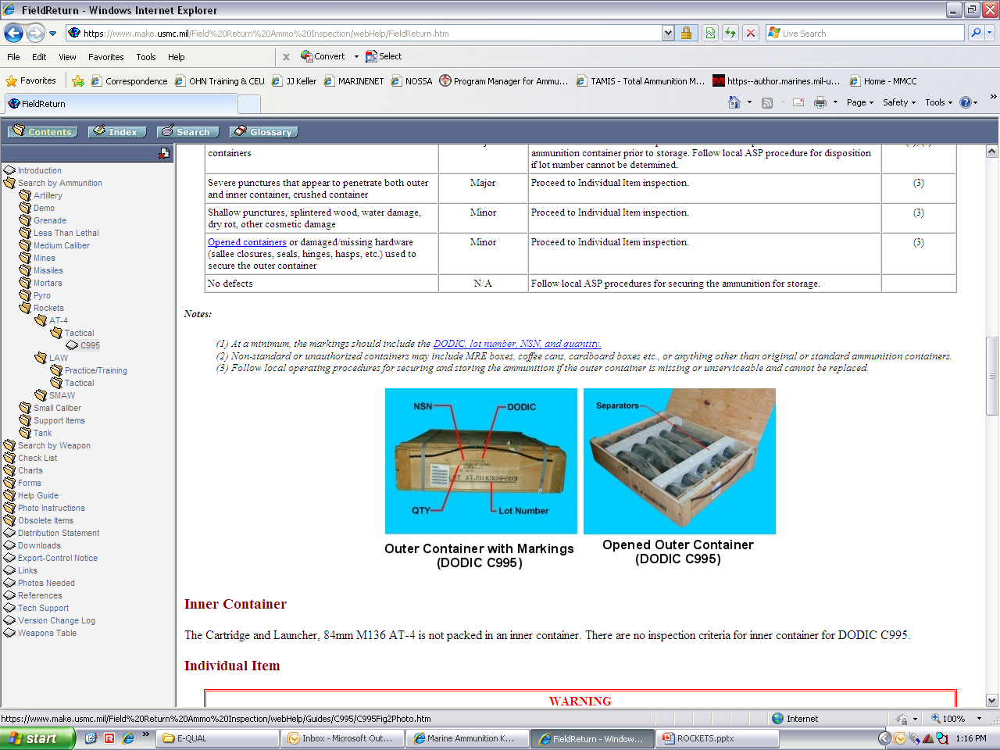 FieldReturn - Windows Internet Explorer
https://www.make.usmc.mil/Field%20Return%20Ammo%20Inspection/webHelp/FieldReturn.htm
Live Search
File Edit View Favorites Tools Help
x Convert Select
Favorites Correspondence OHN Training & CEU JJ Keller MARINENET NOSSA Program Manager for Ammu... TAMIS - Total Ammunition M... https--author.marines.mil-u... Home - MMCC
FieldReturn
Page Safety Tools
Contents Index Search Glossary
Introduction
Search by Ammunition
Artillery
Demo
Grenade
Less Than Lethal
Medium Caliber
Mines
Missiles
Mortars
Pyro
Rockets
AT-4
Tactical
C995
LAW
Practice/Training
Tactical
SMAW
Small Caliber
Support Items
Tank
Search by Weapon
Check List
Charts
Forms
Help Guide
Photo Instructions
Obsolete Items
Distribution Statement
Downloads
Export-Control Notice
Links
Photos Needed
References
Tech Support
Version Change Log
Weapons Table
containers
ammunition container prior to storage. Follow local ASP procedure for disposition
if lot number cannot be determined.
Severe punctures that appear to penetrate both outer
and inner container, crushed container
Major
Proceed to Individual Item inspection.
(3)
Shallow punctures, splintered wood, water damage,
dry rot, other cosmetic damage
Minor
Proceed to Individual Item inspection.
(3)
Opened containers or damaged/missing hardware
(sallee closures, seals, hinges, hasps, etc.) used to
secure the outer container
Minor
Proceed to Individual Item inspection.
(3)
No defects
N/A
Follow local ASP procedures for securing the ammunition for storage.
Notes:
(1) At a minimum, the markings should include the DODIC, lot number, NSN, and quantity.
(2) Non-standard or unauthorized containers may include MRE boxes, coffee cans, cardboard boxes etc., or anything other than original or standard ammunition containers.
(3) Follow local operating procedures for securing and storing the ammunition if the outer container is missing or unserviceable and cannot be replaced.
NSN DODIC
QTY Lot Number
Outer Container with Markings
(DODIC C995)
Separators
Opened Outer Container
(DODIC C995)
Inner Container
The Cartridge and Launcher, 84mm M136 AT-4 is not packed in an inner container. There are no inspection criteria for inner container for DODIC C995.
Individual Item
WARNING
https://www.make.usmc.mil/Field%20Return%20Ammo%20Inspection/webHelp/Guides/C995/C995Fig2Photo.htm
Internet
100%
start
E-QUAL
Inbox - Microsoft Out...
Marine Ammunition K...
FieldReturn - Window...
ROCKETS.pptx
1:16 PM